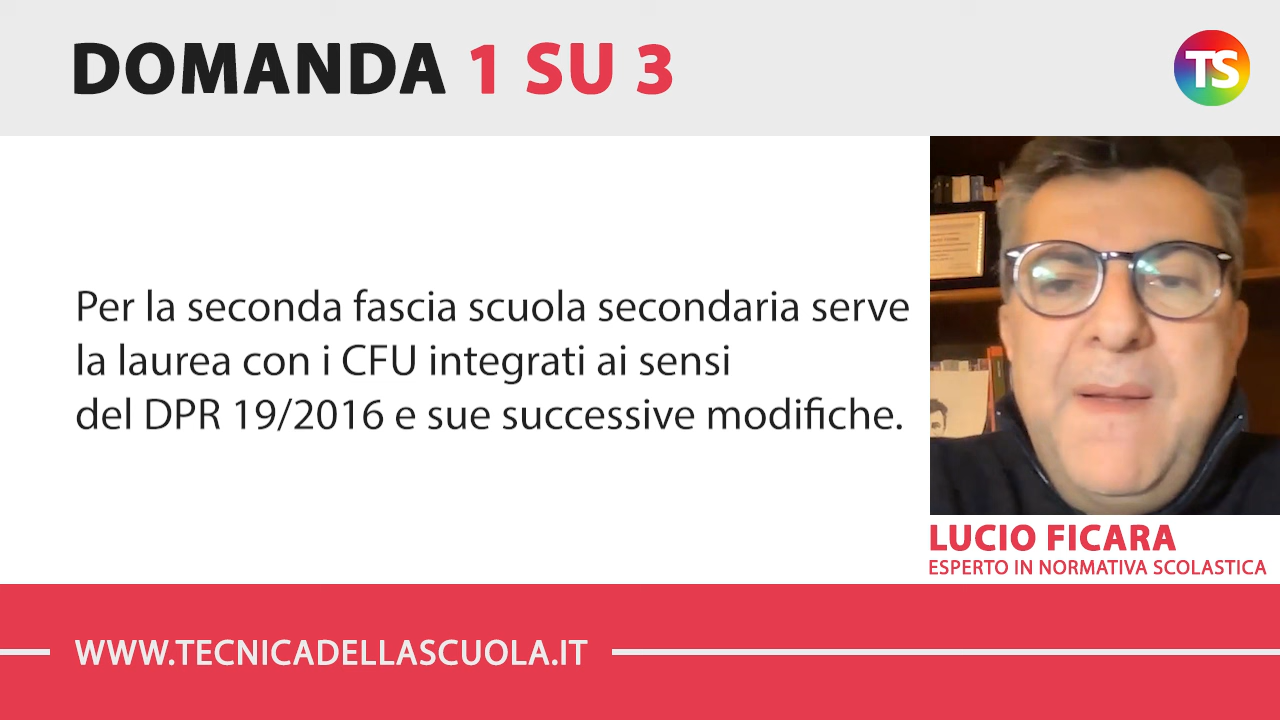 DOMANDA 1 SU 3
TS
Per la seconda fascia scuola secondaria serve
la laurea con i CFU integrati ai sensi
del DPR 19/2016 e sue successive modifiche.
LUCIO FICARA
ESPERTO IN NORMATIVA SCOLASTICA
WWW.TECNICADELLASCUOLA.IT